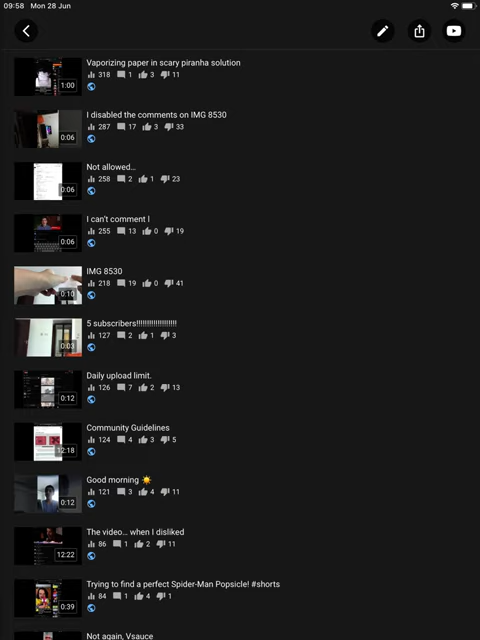 09:58 Mon 28 Jun
Vaporizing paper in scary piranha solution
318 1 3 11
1:00
I disabled the comments on IMG 8530
287 17 3 33
0:06
Not allowed…
258 2 1 23
0:06
I can't comment !
255 13 0 19
0:06
IMG 8530
218 19 0 41
0:10
5 subscribers!!!!!!!!!!!!!!!!!!!!
127 2 1 3
0:03
Daily upload limit.
126 7 2 13
0:12
Community Guidelines
124 4 3 5
12:18
Good morning ☀️
121 3 4 11
0:12
The video… when I disliked
86 1 2 11
12:22
Trying to find a perfect Spider-Man Popsicle! #shorts
84 1 4 1
0:39
Not again, Vsauce